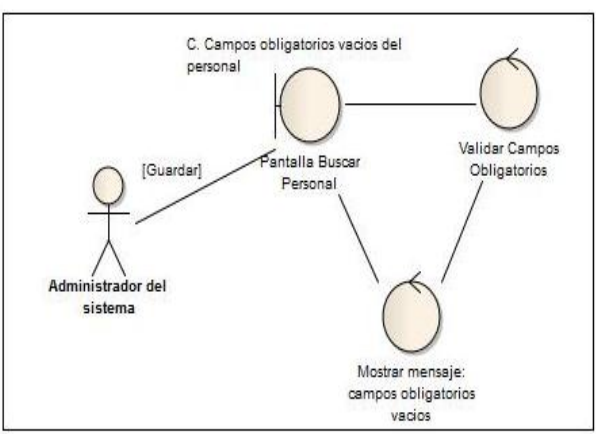 C. Campos obligatorios vacios del
personal
[Guardar]
Pantalla Buscar
Personal
Validar Campos
Obligatorios
Administrador del
sistema
Mostrar mensaje:
campos obligatorios
vacios